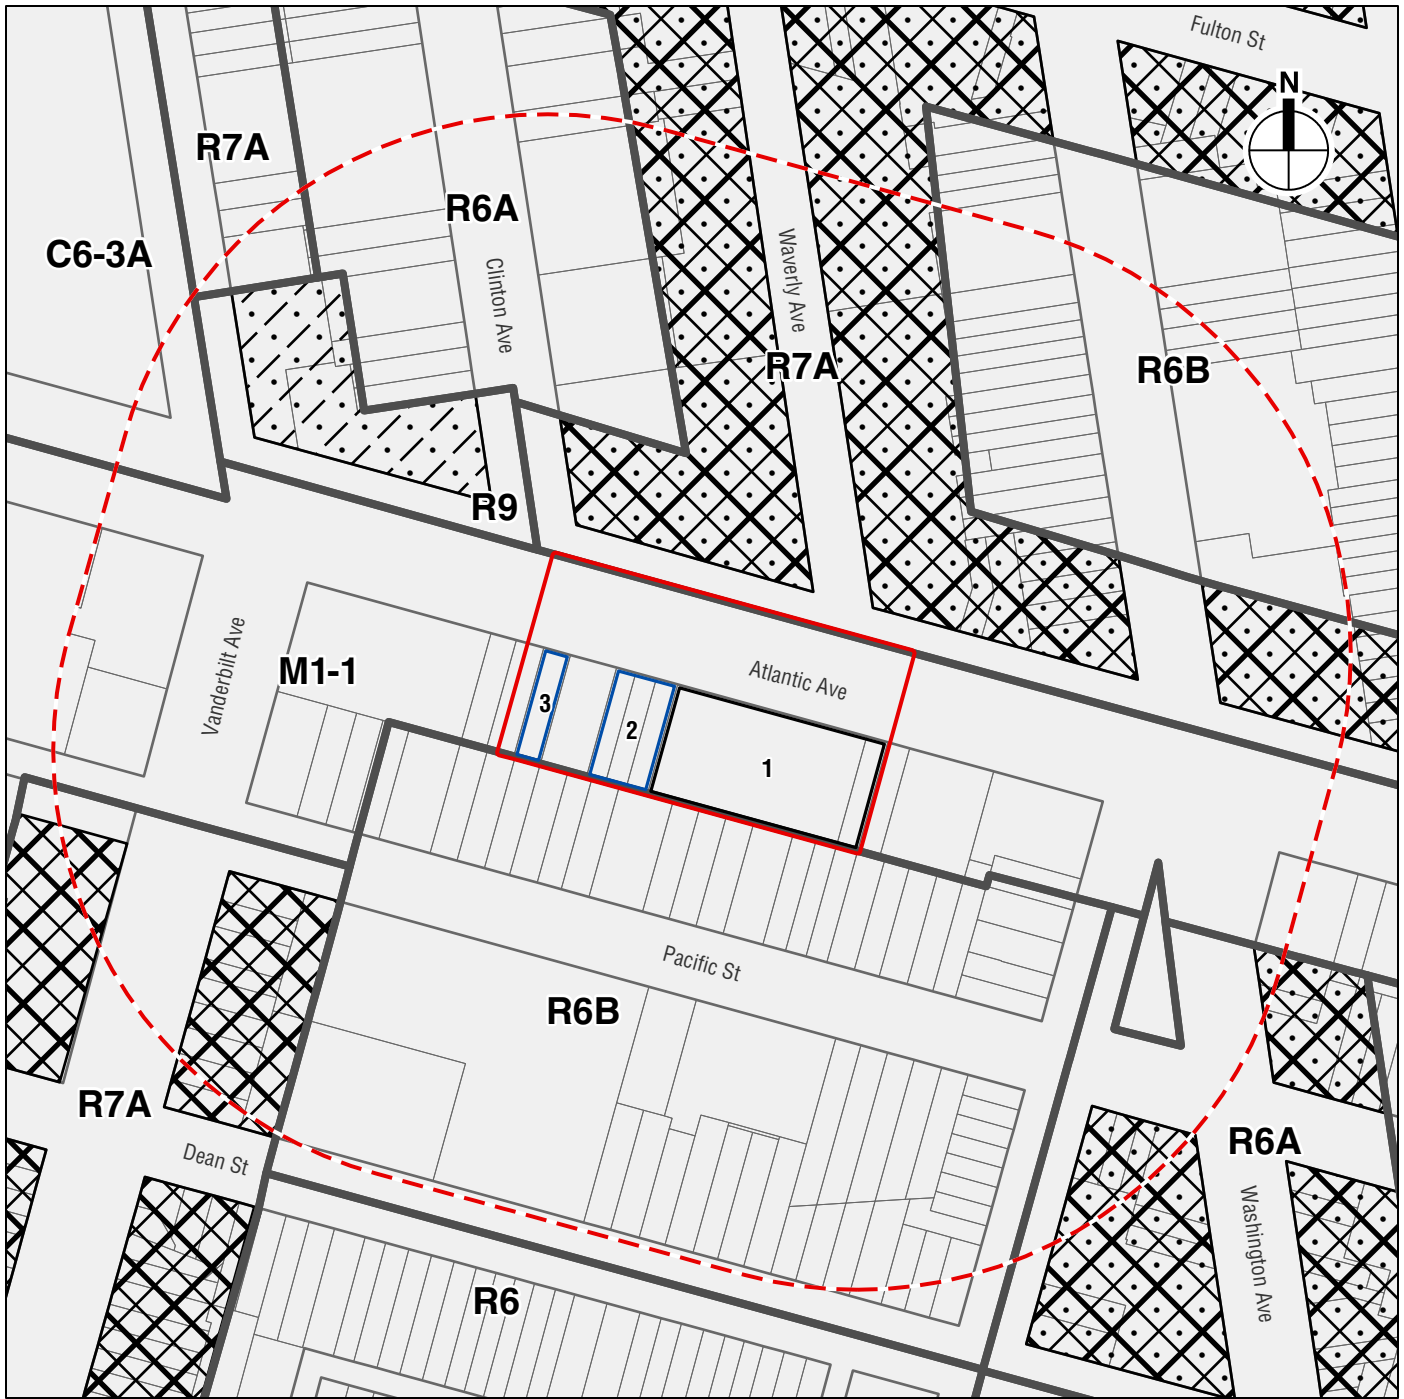 Fulton St
N
R7A
R6A
C6-3A
Clinton Ave
Waverly Ave
R7A
R6B
R9
Vanderbilt Ave
M1-1
Atlantic Ave
3
2
1
Pacific St
R6B
R7A
Dean St
R6A
Washington Ave
R6